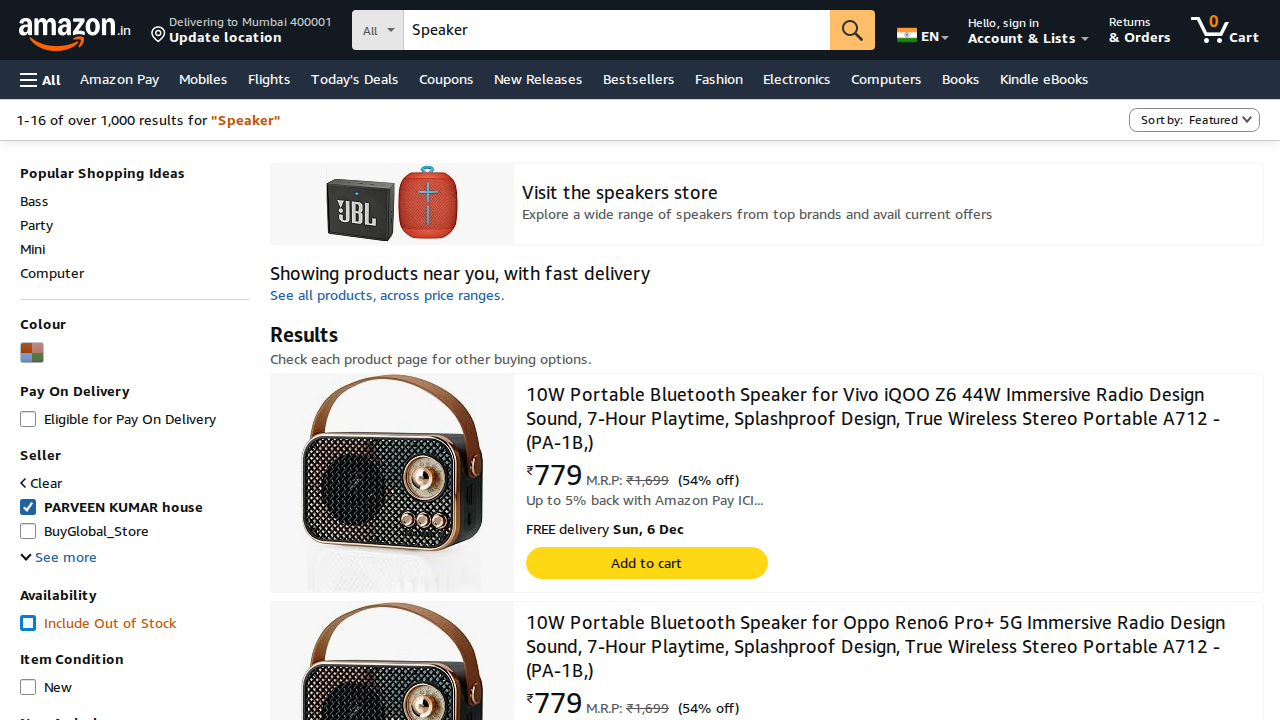 amazon.in
Delivering to Mumbai 400001
Update location
All
Speaker
EN
Hello, sign in
Account & Lists
Returns
& Orders
0
Cart
All
Amazon Pay
Mobiles
Flights
Today's Deals
Coupons
New Releases
Bestsellers
Fashion
Electronics
Computers
Books
Kindle eBooks
1-16 of over 1,000 results for "Speaker"
Sort by: Featured
Popular Shopping Ideas
Bass
Party
Mini
Computer
Colour
Pay On Delivery
Eligible for Pay On Delivery
Seller
Clear
PARVEEN KUMAR house
BuyGlobal_Store
See more
Availability
Include Out of Stock
Item Condition
New
JBL
Visit the speakers store
Explore a wide range of speakers from top brands and avail current offers
Showing products near you, with fast delivery
See all products, across price ranges.
Results
Check each product page for other buying options.
10W Portable Bluetooth Speaker for Vivo iQOO Z6 44W Immersive Radio Design
Sound, 7-Hour Playtime, Splashproof Design, True Wireless Stereo Portable A712 -
(PA-1B,)
₹779 M.R.P: ₹1,699 (54% off)
Up to 5% back with Amazon Pay ICI...
FREE delivery Sun, 6 Dec
Add to cart
10W Portable Bluetooth Speaker for Oppo Reno6 Pro+ 5G Immersive Radio Design
Sound, 7-Hour Playtime, Splashproof Design, True Wireless Stereo Portable A712 -
(PA-1B,)
₹779 M.R.P: ₹1,699 (54% off)